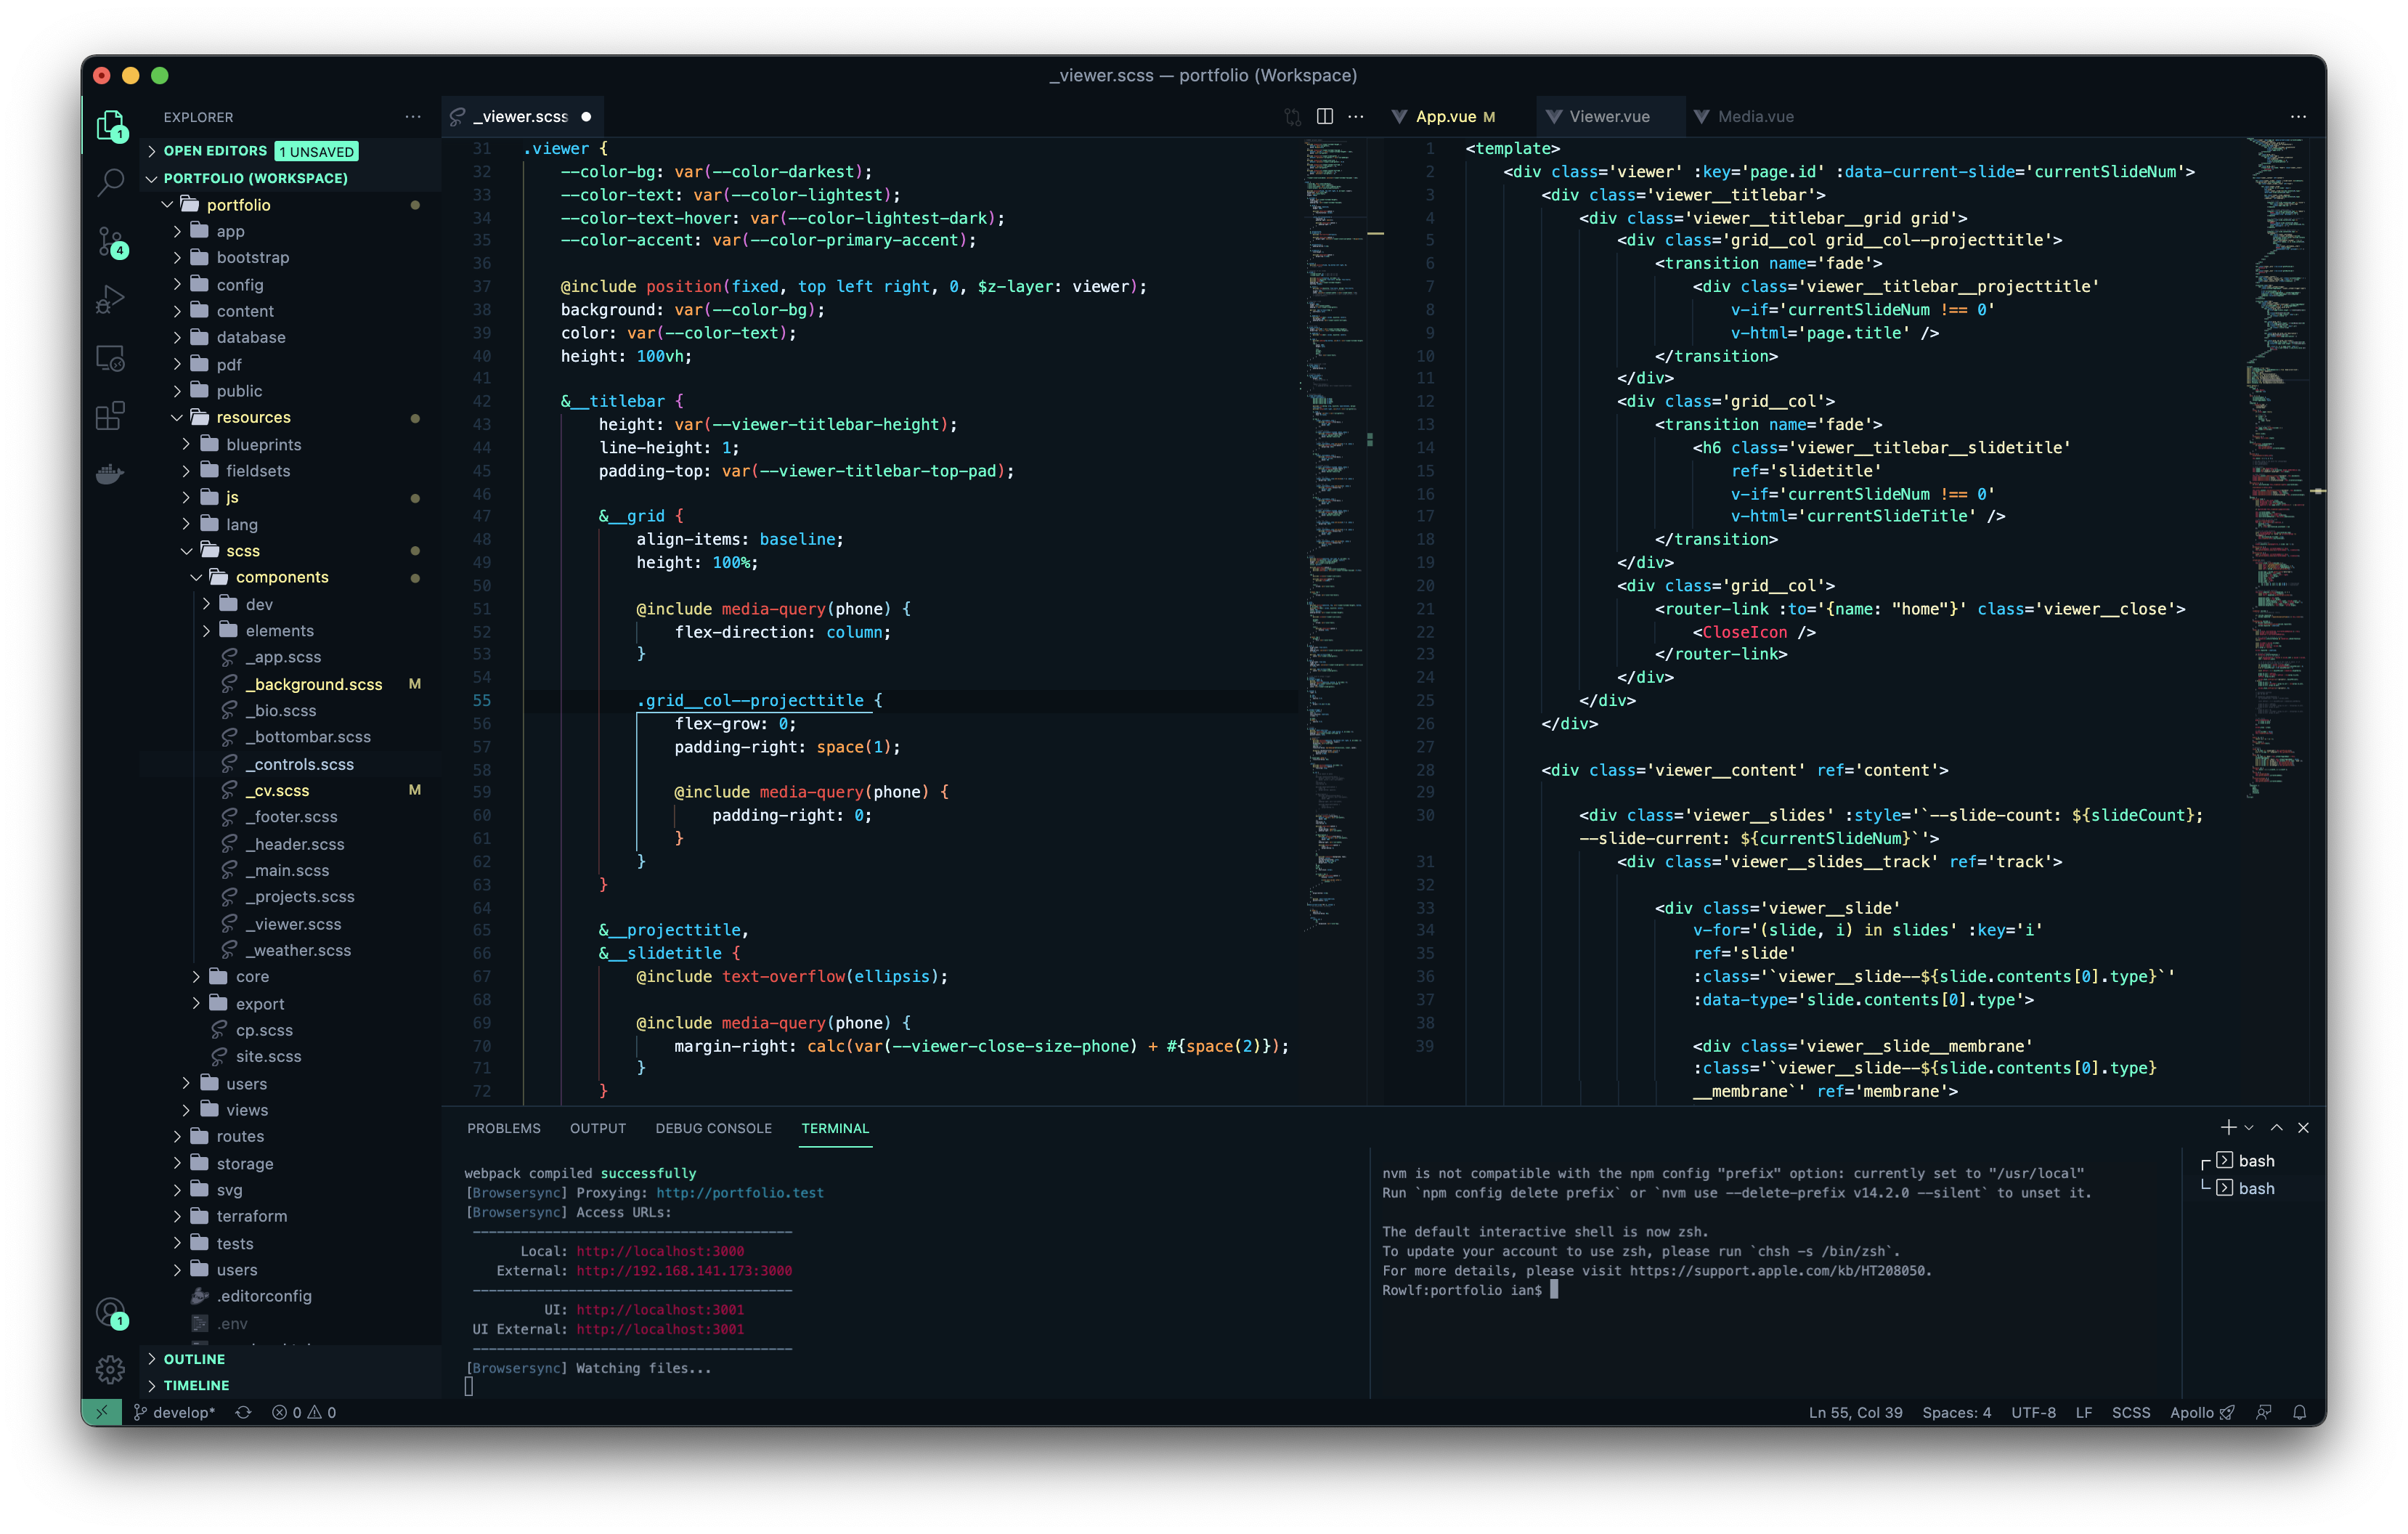 _viewer.scss — portfolio (Workspace)
EXPLORER
OPEN EDITORS 1 UNSAVED
PORTFOLIO (WORKSPACE)
portfolio
app
bootstrap
config
content
database
pdf
public
resources
blueprints
fieldsets
js
lang
scss
components
dev
elements
_app.scss
_background.scss M
_bio.scss
_bottombar.scss
_controls.scss
_cv.scss M
_footer.scss
_header.scss
_main.scss
_projects.scss
_viewer.scss
_weather.scss
core
export
cp.scss
site.scss
users
views
routes
storage
svg
terraform
tests
users
.editorconfig
.env
OUTLINE
TIMELINE
1
4
1
_viewer.scss
31 .viewer {
32 --color-bg: var(--color-darkest);
33 --color-text: var(--color-lightest);
34 --color-text-hover: var(--color-lightest-dark);
35 --color-accent: var(--color-primary-accent);
36
37 @include position(fixed, top left right, 0, $z-layer: viewer);
38 background: var(--color-bg);
39 color: var(--color-text);
40 height: 100vh;
41
42 &__titlebar {
43 height: var(--viewer-titlebar-height);
44 line-height: 1;
45 padding-top: var(--viewer-titlebar-top-pad);
46
47 &__grid {
48 align-items: baseline;
49 height: 100%;
50
51 @include media-query(phone) {
52 flex-direction: column;
53 }
54
55 .grid__col--projecttitle {
56 flex-grow: 0;
57 padding-right: space(1);
58
59 @include media-query(phone) {
60 padding-right: 0;
61 }
62 }
63 }
64
65 &__projecttitle,
66 &__slidetitle {
67 @include text-overflow(ellipsis);
68
69 @include media-query(phone) {
70 margin-right: calc(var(--viewer-close-size-phone) + #{space(2)});
71 }
72 }
App.vue M Viewer.vue Media.vue
1 <template>
2 <div class='viewer' :key='page.id' :data-current-slide='currentSlideNum'>
3 <div class='viewer__titlebar'>
4 <div class='viewer__titlebar__grid grid'>
5 <div class='grid__col grid__col--projecttitle'>
6 <transition name='fade'>
7 <div class='viewer__titlebar__projecttitle'
8 v-if='currentSlideNum !== 0'
9 v-html='page.title' />
10 </transition>
11 </div>
12 <div class='grid__col'>
13 <transition name='fade'>
14 <h6 class='viewer__titlebar__slidetitle'
15 ref='slidetitle'
16 v-if='currentSlideNum !== 0'
17 v-html='currentSlideTitle' />
18 </transition>
19 </div>
20 <div class='grid__col'>
21 <router-link :to='{name: "home"}' class='viewer__close'>
22 <CloseIcon />
23 </router-link>
24 </div>
25 </div>
26 </div>
27
28 <div class='viewer__content' ref='content'>
29
30 <div class='viewer__slides' :style='`--slide-count: ${slideCount};
--slide-current: ${currentSlideNum}`'>
31 <div class='viewer__slides__track' ref='track'>
32
33 <div class='viewer__slide'
34 v-for='(slide, i) in slides' :key='i'
35 ref='slide'
36 :class='`viewer__slide--${slide.contents[0].type}`'
37 :data-type='slide.contents[0].type'>
38
39 <div class='viewer__slide__membrane'
:class='`viewer__slide--${slide.contents[0].type}
__membrane`' ref='membrane'>
PROBLEMS OUTPUT DEBUG CONSOLE TERMINAL
webpack compiled successfully
[Browsersync] Proxying: http://portfolio.test
[Browsersync] Access URLs:
----------------------------------------
Local: http://localhost:3000
External: http://192.168.141.173:3000
----------------------------------------
UI: http://localhost:3001
UI External: http://localhost:3001
----------------------------------------
[Browsersync] Watching files...
nvm is not compatible with the npm config "prefix" option: currently set to "/usr/local"
Run `npm config delete prefix` or `nvm use --delete-prefix v14.2.0 --silent` to unset it.
The default interactive shell is now zsh.
To update your account to use zsh, please run `chsh -s /bin/zsh`.
For more details, please visit https://support.apple.com/kb/HT208050.
Rowlf:portfolio ian$
bash
bash
develop* 0 0
Ln 55, Col 39 Spaces: 4 UTF-8 LF SCSS Apollo